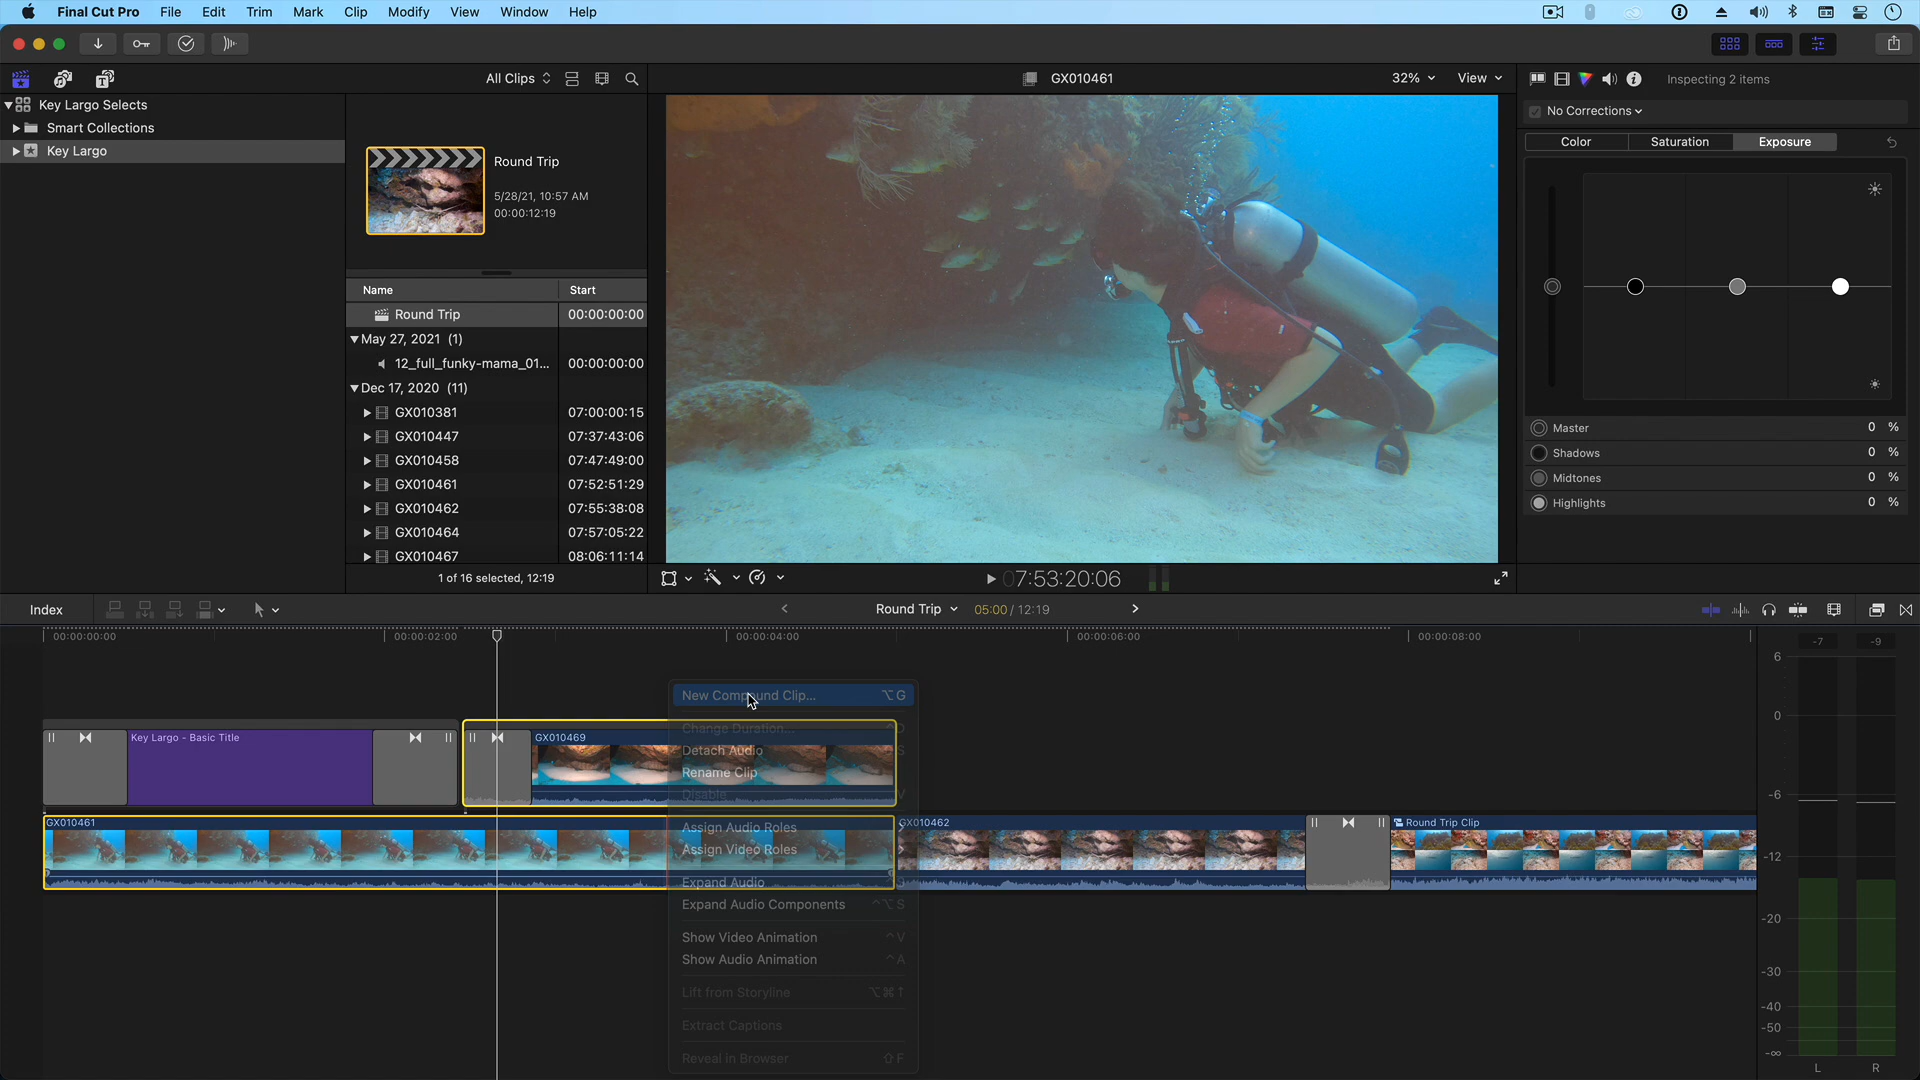 Final Cut Pro File Edit Trim Mark Clip Modify View Window Help
All Clips
GX010461
32%
View
Inspecting 2 items
Key Largo Selects
Smart Collections
Key Largo
Round Trip
5/28/21, 10:57 AM
00:00:12:19
No Corrections
Color Saturation Exposure
Name Start
Round Trip 00:00:00:00
May 27, 2021 (1)
12_full_funky-mama_01... 00:00:00:00
Dec 17, 2020 (11)
GX010381 07:00:00:15
GX010447 07:37:43:06
GX010458 07:47:49:00
GX010461 07:52:51:29
GX010462 07:55:38:08
GX010464 07:57:05:22
GX010467 08:06:11:14
1 of 16 selected, 12:19
Master 0 %
Shadows 0 %
Midtones 0 %
Highlights 0 %
07:53:20:06
Index
Round Trip
05:00 / 12:19
00:00:00:00 00:00:02:00 00:00:04:00 00:00:06:00 00:00:08:00
Key Largo - Basic Title
GX010469
GX010461
GX010462
Round Trip Clip
New Compound Clip... ⌥G
Change Duration... ^D
Detach Audio ^S
Rename Clip
Disable V
Assign Audio Roles
Assign Video Roles
Expand Audio ^S
Expand Audio Components ^⌥S
Show Video Animation ^V
Show Audio Animation ^A
Lift from Storyline ⌥⌘↑
Extract Captions
Reveal in Browser ⇧F
-7 -9
6
0
-6
-12
-20
-30
-40
-50
-∞
L R